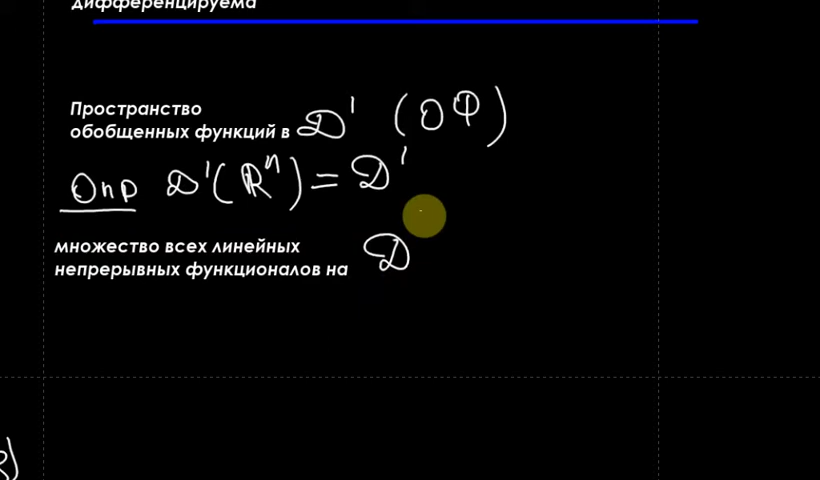 дифференцируема
Пространство
обобщенных функций в 𝒟' (ОФ)
Опр 𝒟'(ℝⁿ) = 𝒟'
множество всех линейных
непрерывных функционалов на 𝒟